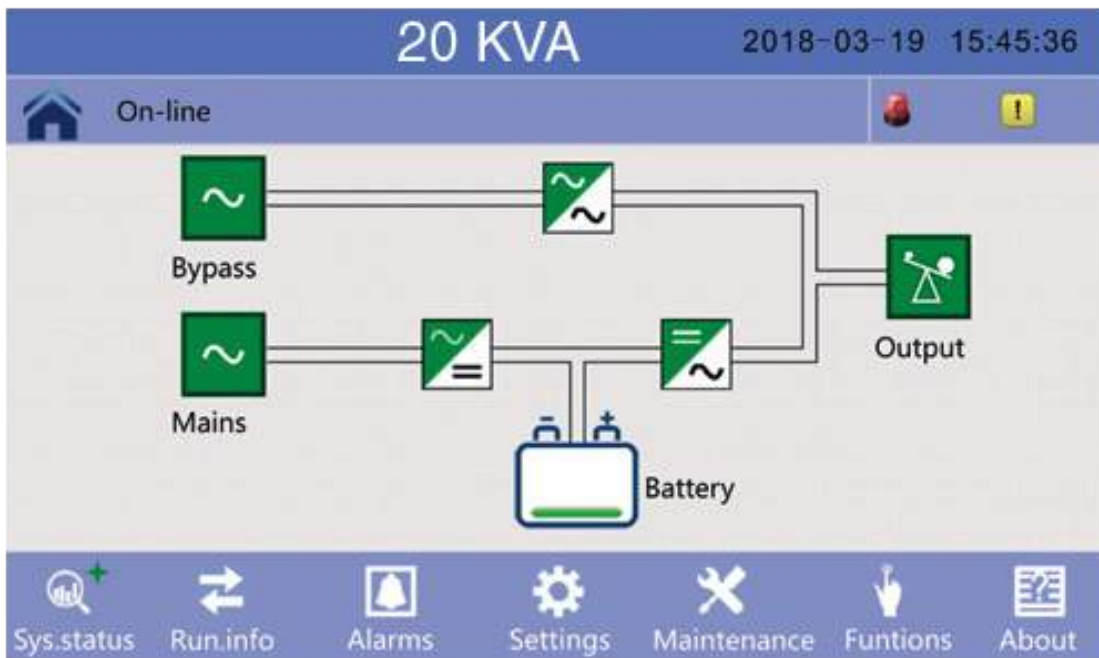 20 KVA 2018-03-19 15:45:36
On-line
Bypass
Mains
Output
Battery
Sys.status Run.info Alarms Settings Maintenance Funtions About